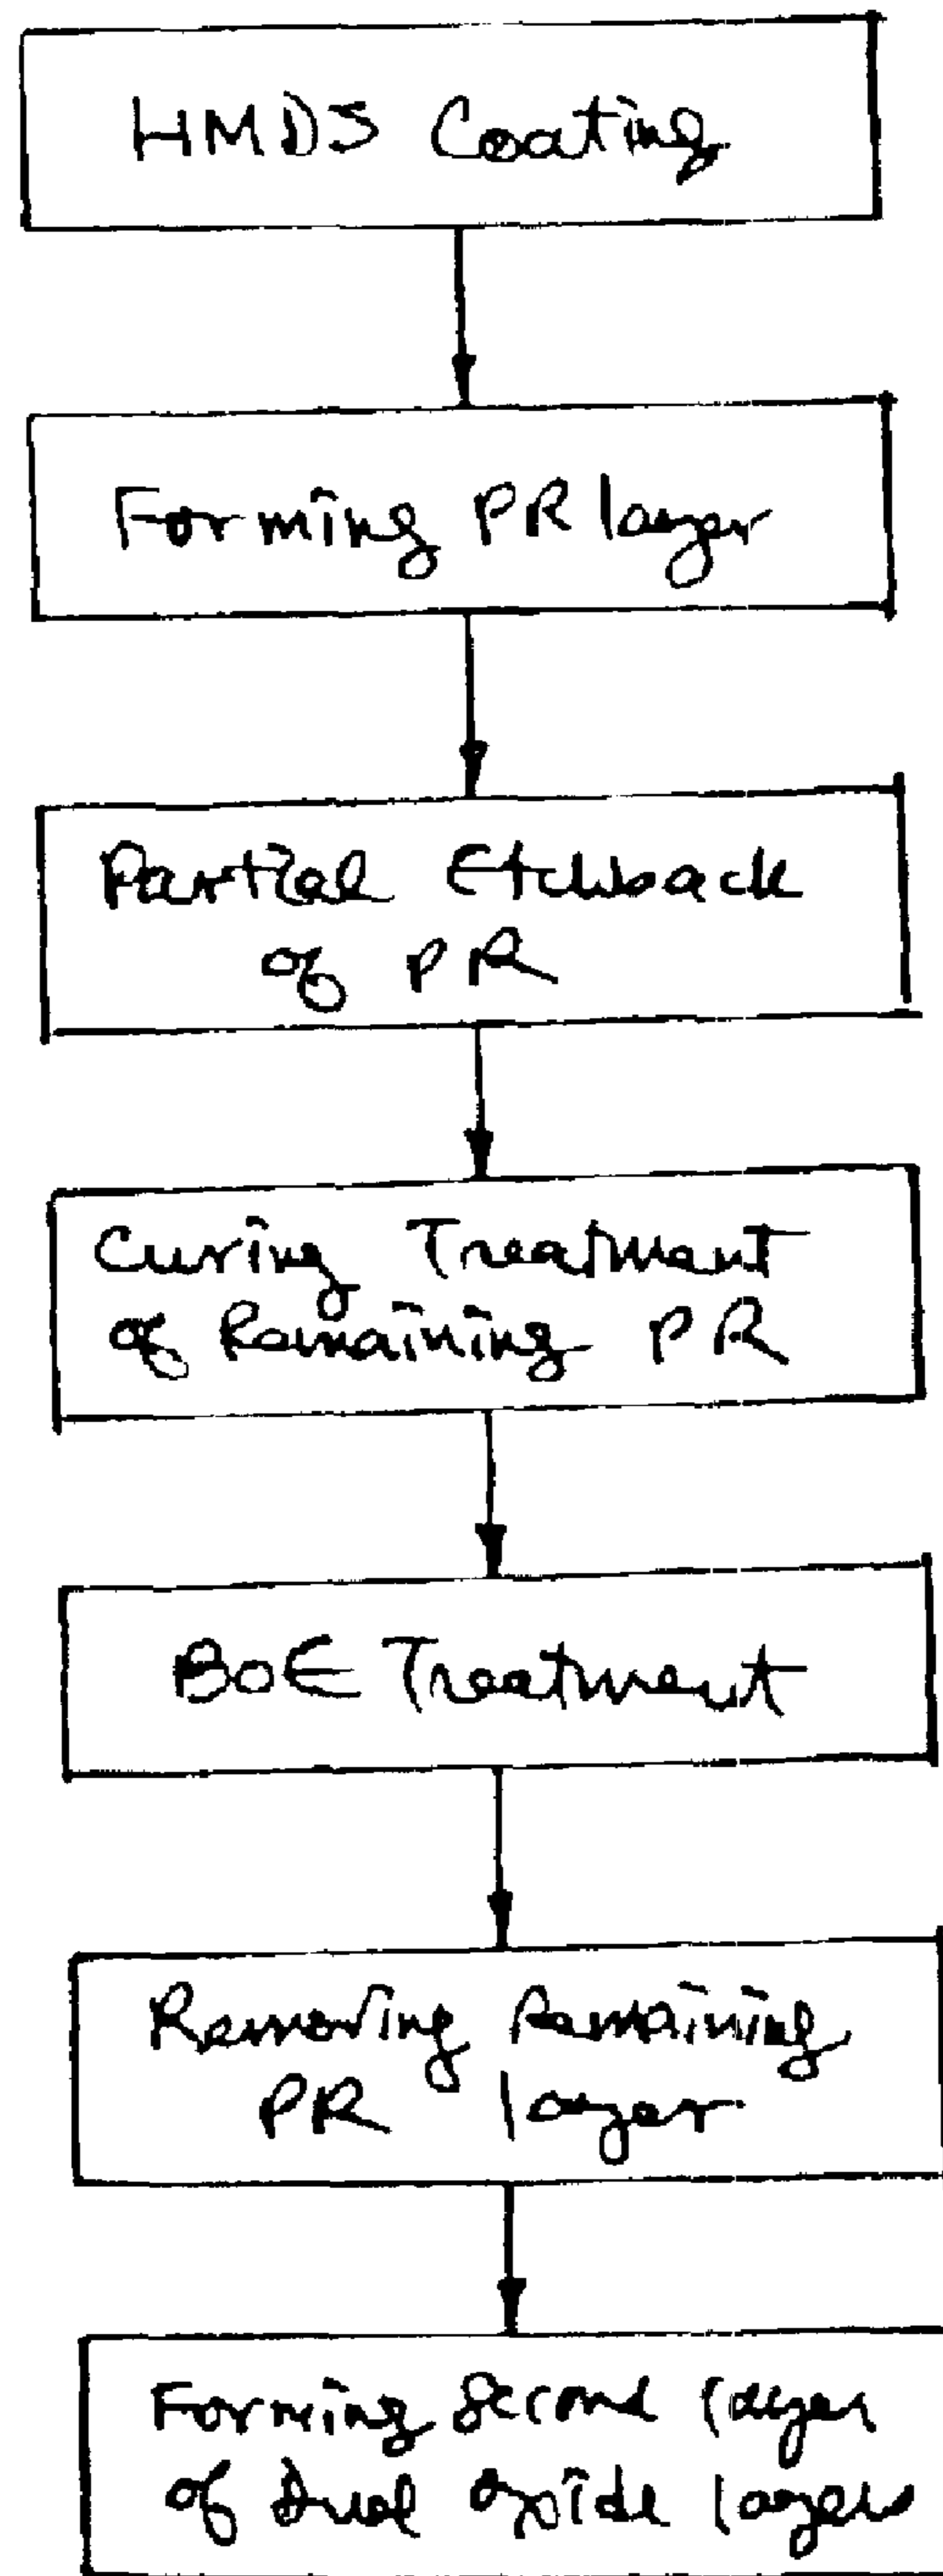 HMDS Coating
Forming PR layer
Partial Etchback
of PR
Curing Treatment
of Remaining PR
BOE Treatment
Removing Remaining
PR layer
Forming Second layer
of Dual oxide layers